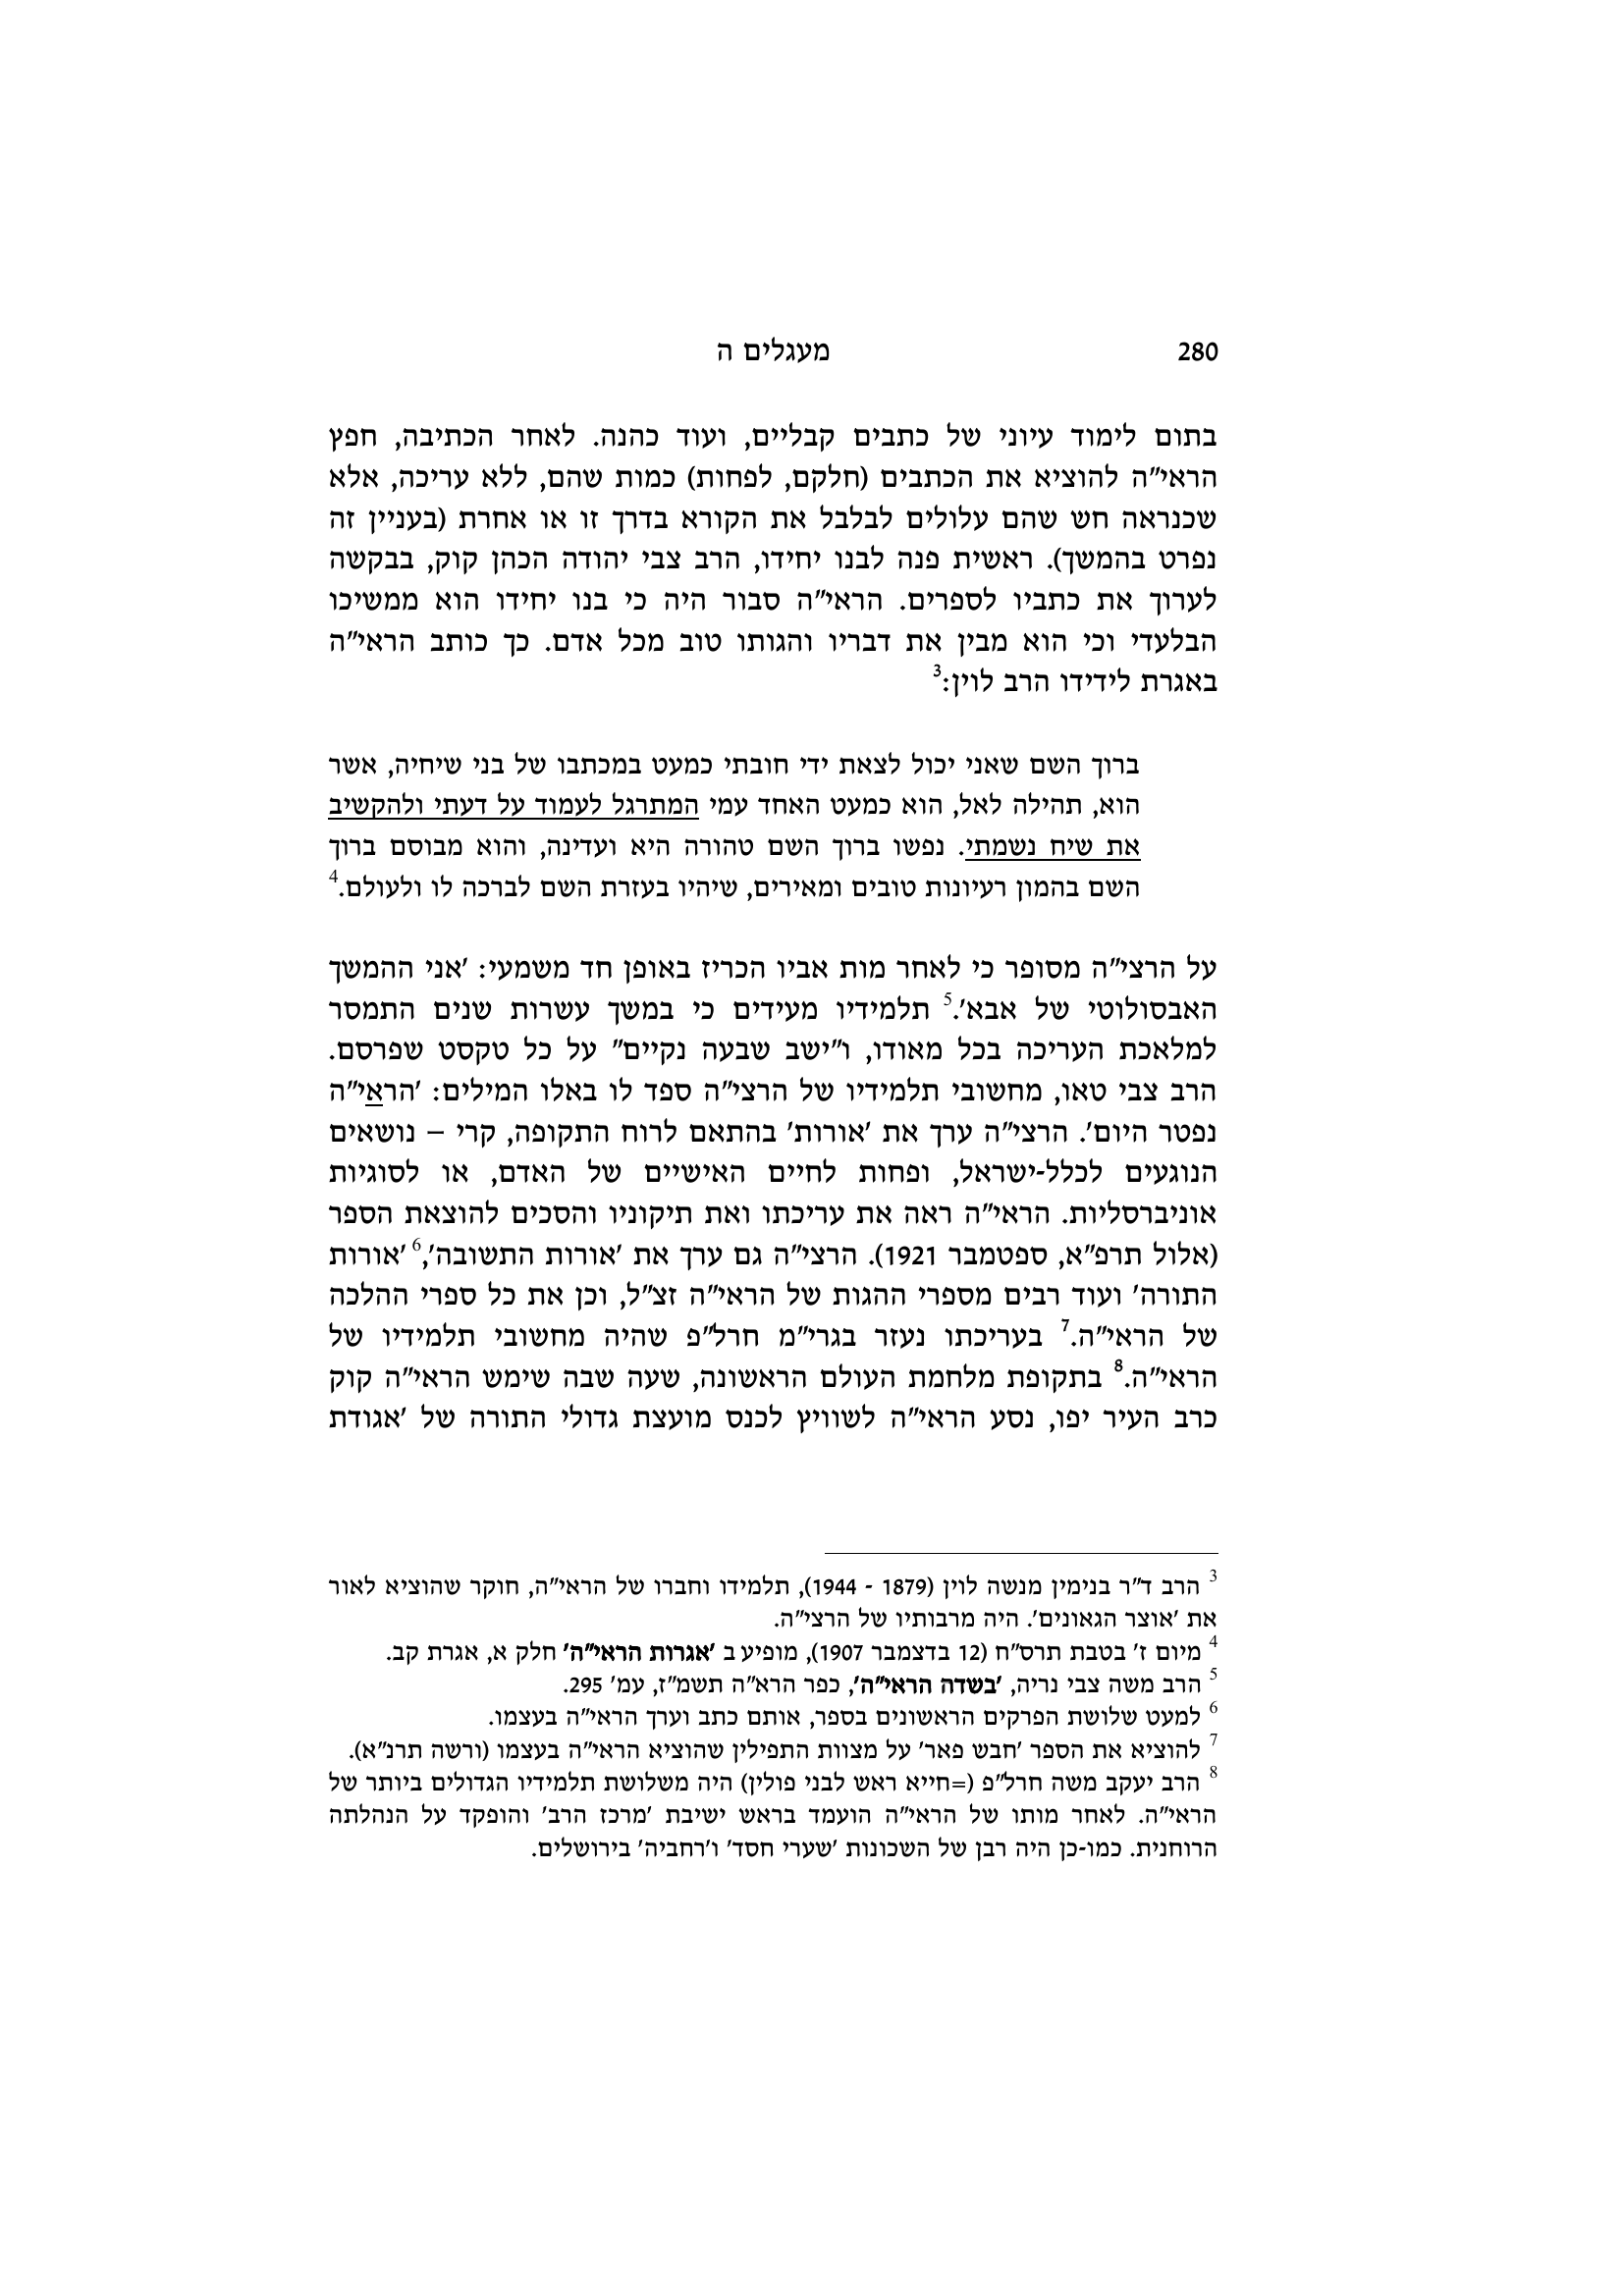 280 מעגלים ה
בתום לימוד עיוני של כתבים קבליים, ועוד כהנה. לאחר הכתיבה, חפץ
הראי"ה להוציא את הכתבים (חלקם, לפחות) כמות שהם, ללא עריכה, אלא
שכנראה חש שהם עלולים לבלבל את הקורא בדרך זו או אחרת (בעניין זה
נפרט בהמשך). ראשית פנה לבנו יחידו, הרב צבי יהודה הכהן קוק, בבקשה
לערוך את כתביו לספרים. הראי"ה סבור היה כי בנו יחידו הוא ממשיכו
הבלעדי וכי הוא מבין את דבריו והגותו טוב מכל אדם. כך כותב הראי"ה
באגרת לידידו הרב לוין:3
ברוך השם שאני יכול לצאת ידי חובתי כמעט במכתבו של בני שיחיה, אשר
הוא, תהילה לאל, הוא כמעט האחד עמי המתרגל לעמוד על דעתי ולהקשיב
את שיח נשמתי. נפשו ברוך השם טהורה היא ועדינה, והוא מבוסם ברוך
השם בהמון רעיונות טובים ומאירים, שיהיו בעזרת השם לברכה לו ולעולם.4
על הרצי"ה מסופר כי לאחר מות אביו הכריז באופן חד משמעי: 'אני ההמשך
האבסולוטי של אבא'.5 תלמידיו מעידים כי במשך עשרות שנים התמסר
למלאכת העריכה בכל מאודו, ו"ישב שבעה נקיים" על כל טקסט שפרסם.
הרב צבי טאו, מחשובי תלמידיו של הרצי"ה ספד לו באלו המילים: 'הראי"ה
נפטר היום'. הרצי"ה ערך את 'אורות' בהתאם לרוח התקופה, קרי – נושאים
הנוגעים לכלל-ישראל, ופחות לחיים האישיים של האדם, או לסוגיות
אוניברסליות. הראי"ה ראה את עריכתו ואת תיקוניו והסכים להוצאת הספר
(אלול תרפ"א, ספטמבר 1921). הרצי"ה גם ערך את 'אורות התשובה',6 'אורות
התורה' ועוד רבים מספרי ההגות של הראי"ה זצ"ל, וכן את כל ספרי ההלכה
של הראי"ה.7 בעריכתו נעזר בגרי"מ חרל"פ שהיה מחשובי תלמידיו של
הראי"ה.8 בתקופת מלחמת העולם הראשונה, שעה שבה שימש הראי"ה קוק
כרב העיר יפו, נסע הראי"ה לשוויץ לכנס מועצת גדולי התורה של 'אגודת
3 הרב ד"ר בנימין מנשה לוין (1879 - 1944), תלמידו וחברו של הראי"ה, חוקר שהוציא לאור
את 'אוצר הגאונים'. היה מרבותיו של הרצי"ה.
4 מיום ז' בטבת תרס"ח (12 בדצמבר 1907), מופיע ב 'אגרות הראי"ה' חלק א, אגרת קב.
5 הרב משה צבי נריה, 'בשדה הראי"ה', כפר הרא"ה תשמ"ז, עמ' 295.
6 למעט שלושת הפרקים הראשונים בספר, אותם כתב וערך הראי"ה בעצמו.
7 להוציא את הספר 'חבש פאר' על מצוות התפילין שהוציא הראי"ה בעצמו (ורשה תרנ"א).
8 הרב יעקב משה חרל"פ (=חייא ראש לבני פולין) היה משלושת תלמידיו הגדולים ביותר של
הראי"ה. לאחר מותו של הראי"ה הועמד בראש ישיבת 'מרכז הרב' והופקד על הנהלתה
הרוחנית. כמו-כן היה רבן של השכונות 'שערי חסד' ו'רחביה' בירושלים.